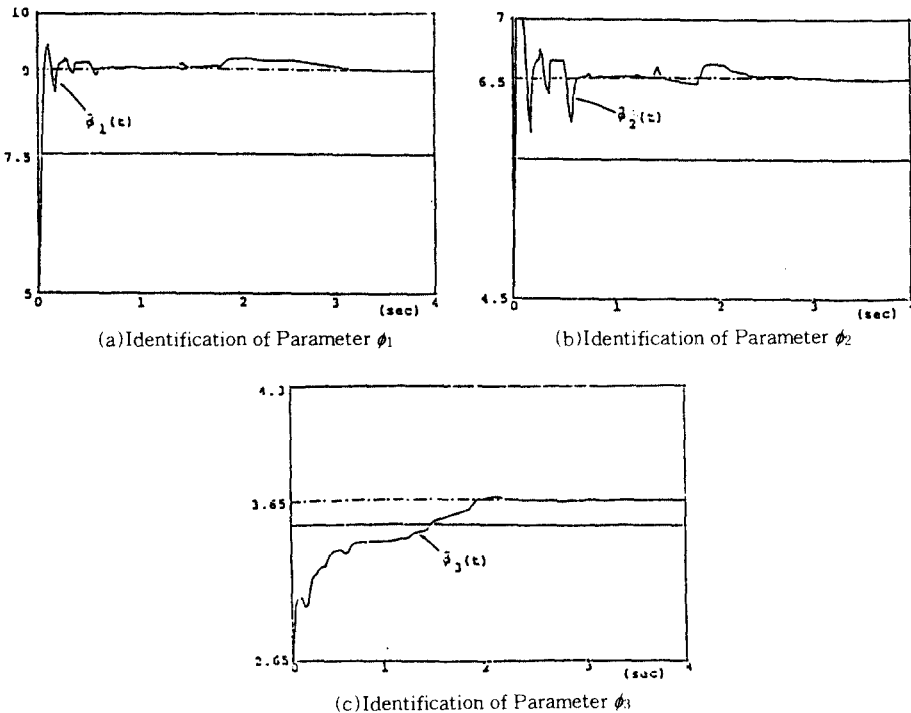 10
9
ϕ̂₁(t)
7.5
5
0 1 2 3 4
(sec)
(a)Identification of Parameter ϕ₁
7
6.5
ϕ̂₂(t)
4.5
0 1 2 3 4
(sec)
(b)Identification of Parameter ϕ₂
4.3
3.65
ϕ̂₃(t)
2.65
0 1 2 3 4
(sec)
(c)Identification of Parameter ϕ₃